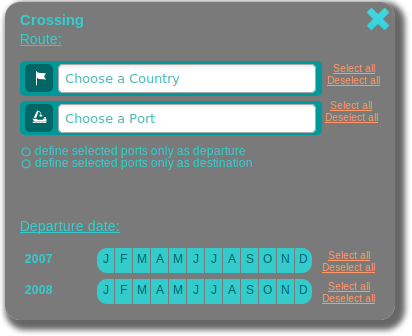 Crossing
Route:
Choose a Country
Select all
Deselect all
Choose a Port
Select all
Deselect all
define selected ports only as departure
define selected ports only as destination
Departure date:
2007 J F M A M J J A S O N D
Select all
Deselect all
2008 J F M A M J J A S O N D
Select all
Deselect all